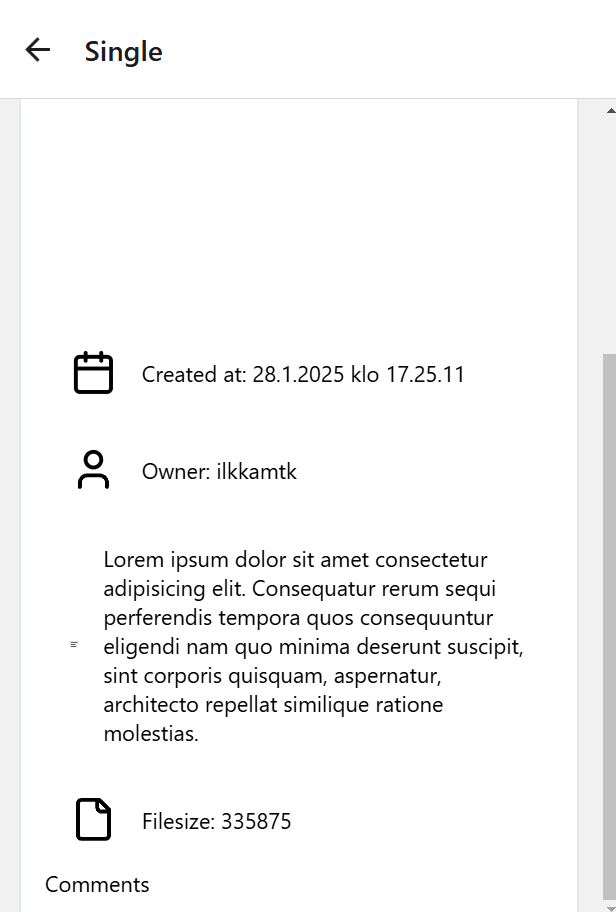 Single
Created at: 28.1.2025 klo 17.25.11
Owner: ilkkamtk
Lorem ipsum dolor sit amet consectetur
adipisicing elit. Consequatur rerum sequi
perferendis tempora quos consequuntur
eligendi nam quo minima deserunt suscipit,
sint corporis quisquam, aspernatur,
architecto repellat similique ratione
molestias.
Filesize: 335875
Comments